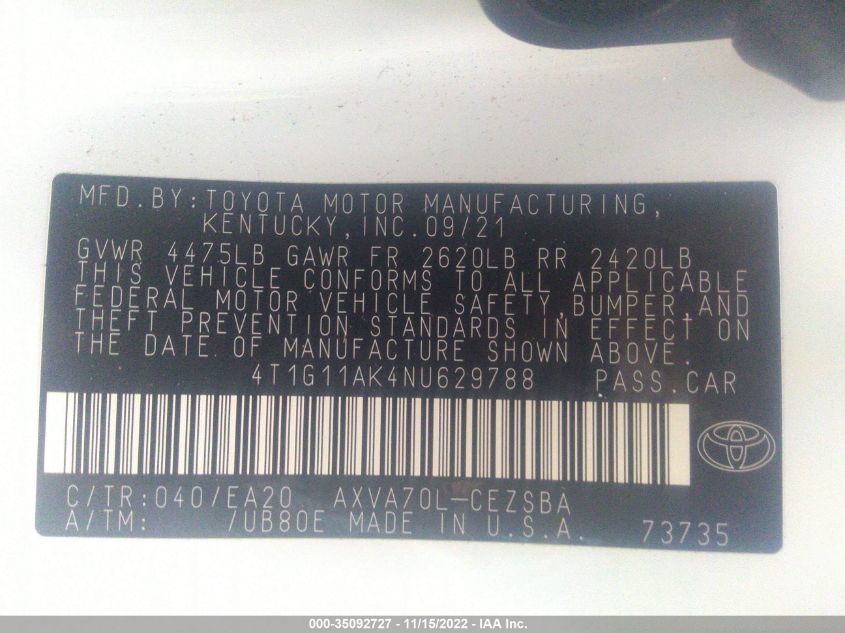 MFD.BY:TOYOTA MOTOR MANUFACTURING,
KENTUCKY,INC.09/21
GVWR 4475LB GAWR FR 2620LB RR 2420LB
THIS VEHICLE CONFORMS TO ALL APPLICABLE
FEDERAL MOTOR VEHICLE SAFETY,BUMPER,AND
THEFT PREVENTION STANDARDS IN EFFECT ON
THE DATE OF MANUFACTURE SHOWN ABOVE.
4T1G11AK4NU629788 PASS.CAR
C/TR:040/EA20 AXVA70L-CEZSBA
A/TM: /UB80E MADE IN U.S.A. 73735
000-35092727 - 11/15/2022 - IAA Inc.